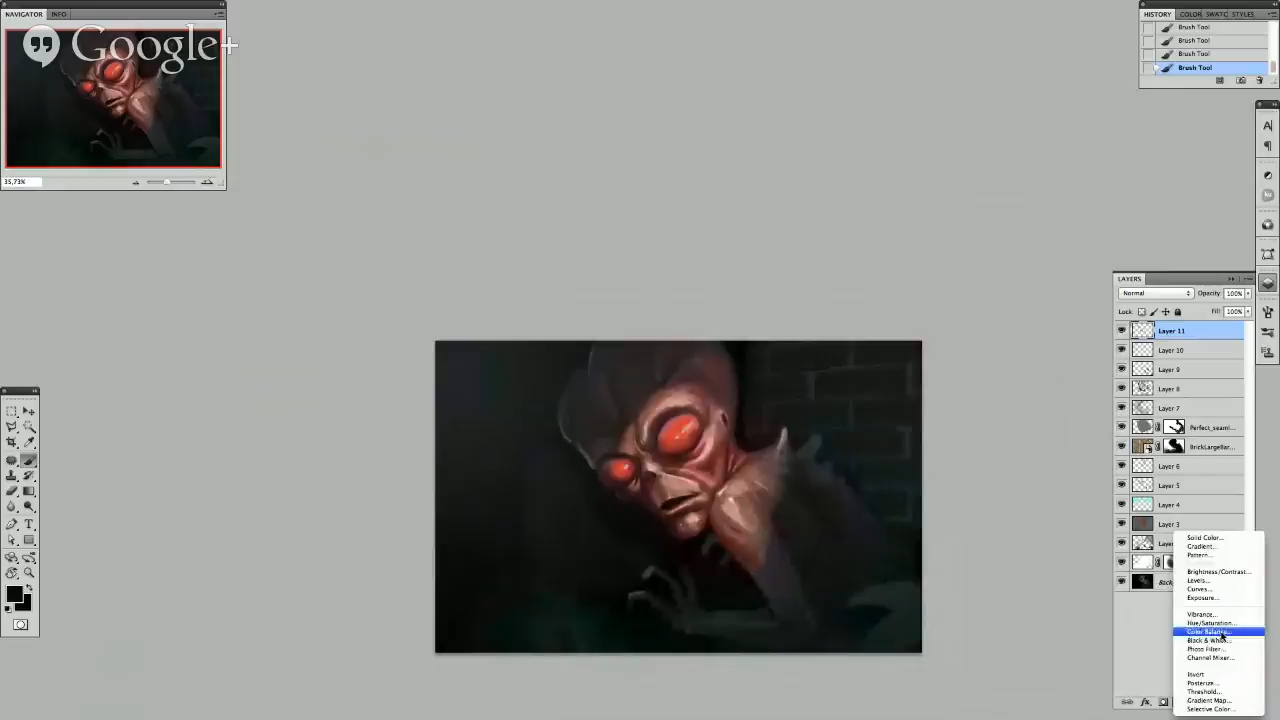 NAVIGATOR INFO
Google+
35,73%
HISTORY COLOR SWATC STYLES
Brush Tool
Brush Tool
Brush Tool
Brush Tool
LAYERS
Normal Opacity: 100%
Lock: Fill: 100%
Layer 11
Layer 10
Layer 9
Layer 8
Layer 7
Perfect_seaml...
BrickLargeBar...
Layer 6
Layer 5
Layer 4
Layer 3
Solid Color...
Gradient...
Pattern...
Brightness/Contrast...
Levels...
Curves...
Exposure...
Vibrance...
Hue/Saturation...
Color Balance...
Black & White...
Photo Filter...
Channel Mixer...
Invert
Posterize...
Threshold...
Gradient Map...
Selective Color...